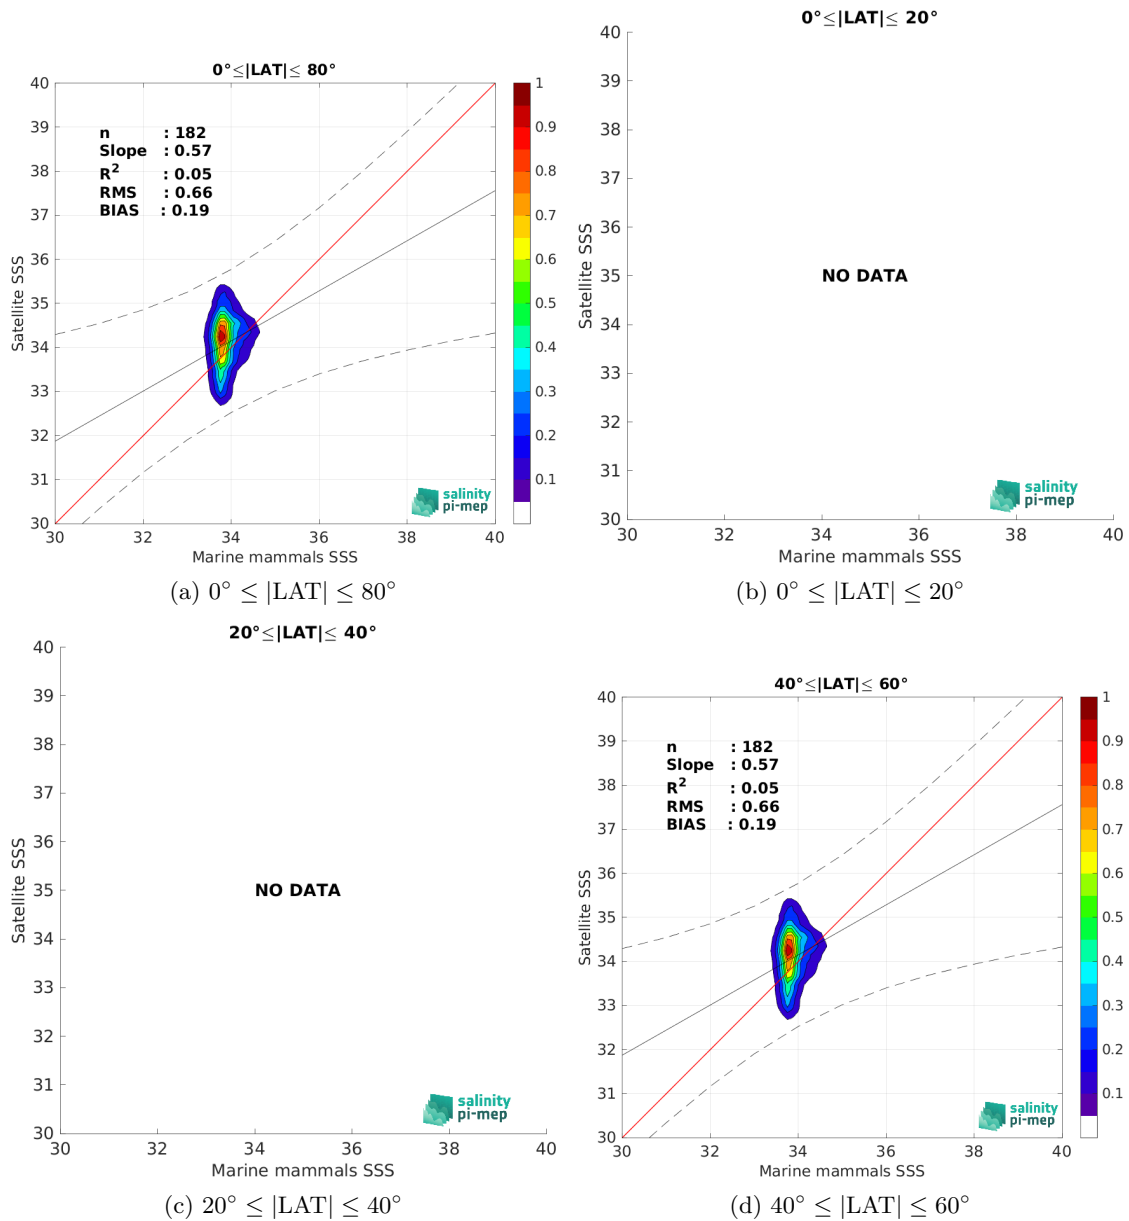 0°≤|LAT|≤ 80°
40
39
38
37
36
35
34
33
32
31
30
n : 182
Slope : 0.57
R² : 0.05
RMS : 0.66
BIAS : 0.19
Satellite SSS
30 32 34 36 38 40
Marine mammals SSS
salinity
pi-mep
1
0.9
0.8
0.7
0.6
0.5
0.4
0.3
0.2
0.1
(a) 0° ≤ |LAT| ≤ 80°
0°≤|LAT|≤ 20°
40
39
38
37
36
35
34
33
32
31
30
Satellite SSS
NO DATA
salinity
pi-mep
30 32 34 36 38 40
Marine mammals SSS
(b) 0° ≤ |LAT| ≤ 20°
20°≤|LAT|≤ 40°
40
39
38
37
36
35
34
33
32
31
30
Satellite SSS
NO DATA
salinity
pi-mep
30 32 34 36 38 40
Marine mammals SSS
(c) 20° ≤ |LAT| ≤ 40°
40°≤|LAT|≤ 60°
40
39
38
37
36
35
34
33
32
31
30
n : 182
Slope : 0.57
R² : 0.05
RMS : 0.66
BIAS : 0.19
Satellite SSS
30 32 34 36 38 40
Marine mammals SSS
salinity
pi-mep
1
0.9
0.8
0.7
0.6
0.5
0.4
0.3
0.2
0.1
(d) 40° ≤ |LAT| ≤ 60°